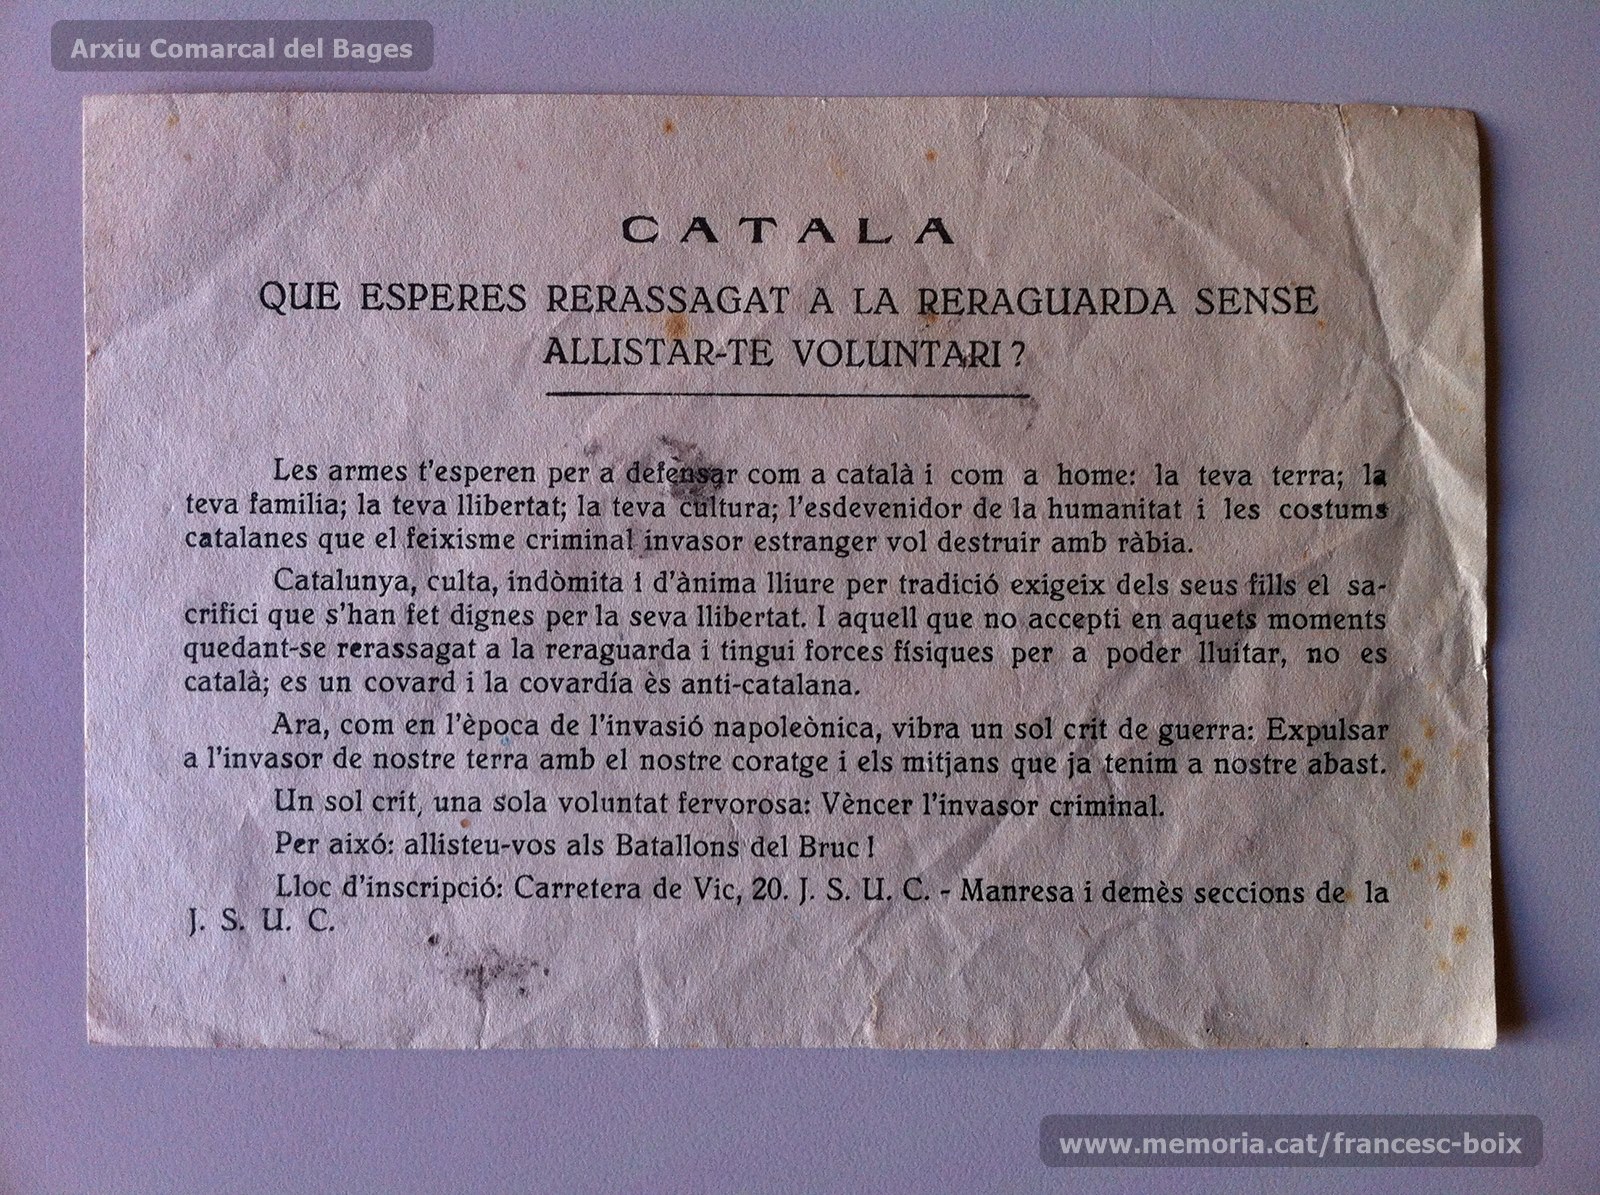 Arxiu Comarcal del Bages
CATALA
QUE ESPERES RERASSAGAT A LA RERAGUARDA SENSE
ALLISTAR-TE VOLUNTARI?
Les armes t'esperen per a defensar com a català i com a home: la teva terra; la
teva familia; la teva llibertat; la teva cultura; l'esdevenidor de la humanitat i les costums
catalanes que el feixisme criminal invasor estranger vol destruir amb ràbia.
Catalunya, culta, indòmita i d'ànima lliure per tradició exigeix dels seus fills el sa-
crifici que s'han fet dignes per la seva llibertat. I aquell que no accepti en aquets moments
quedant-se rerassagat a la reraguarda i tingui forces físiques per a poder lluitar, no es
català; es un covard i la covardía ès anti-catalana.
Ara, com en l'època de l'invasió napoleònica, vibra un sol crit de guerra: Expulsar
a l'invasor de nostre terra amb el nostre coratge i els mitjans que ja tenim a nostre abast.
Un sol crit, una sola voluntat fervorosa: Vèncer l'invasor criminal.
Per aixó: allisteu-vos als Batallons del Bruc!
Lloc d'inscripció: Carretera de Vic, 20. J. S. U. C. - Manresa i demès seccions de la
J. S. U. C.
www.memoria.cat/francesc-boix